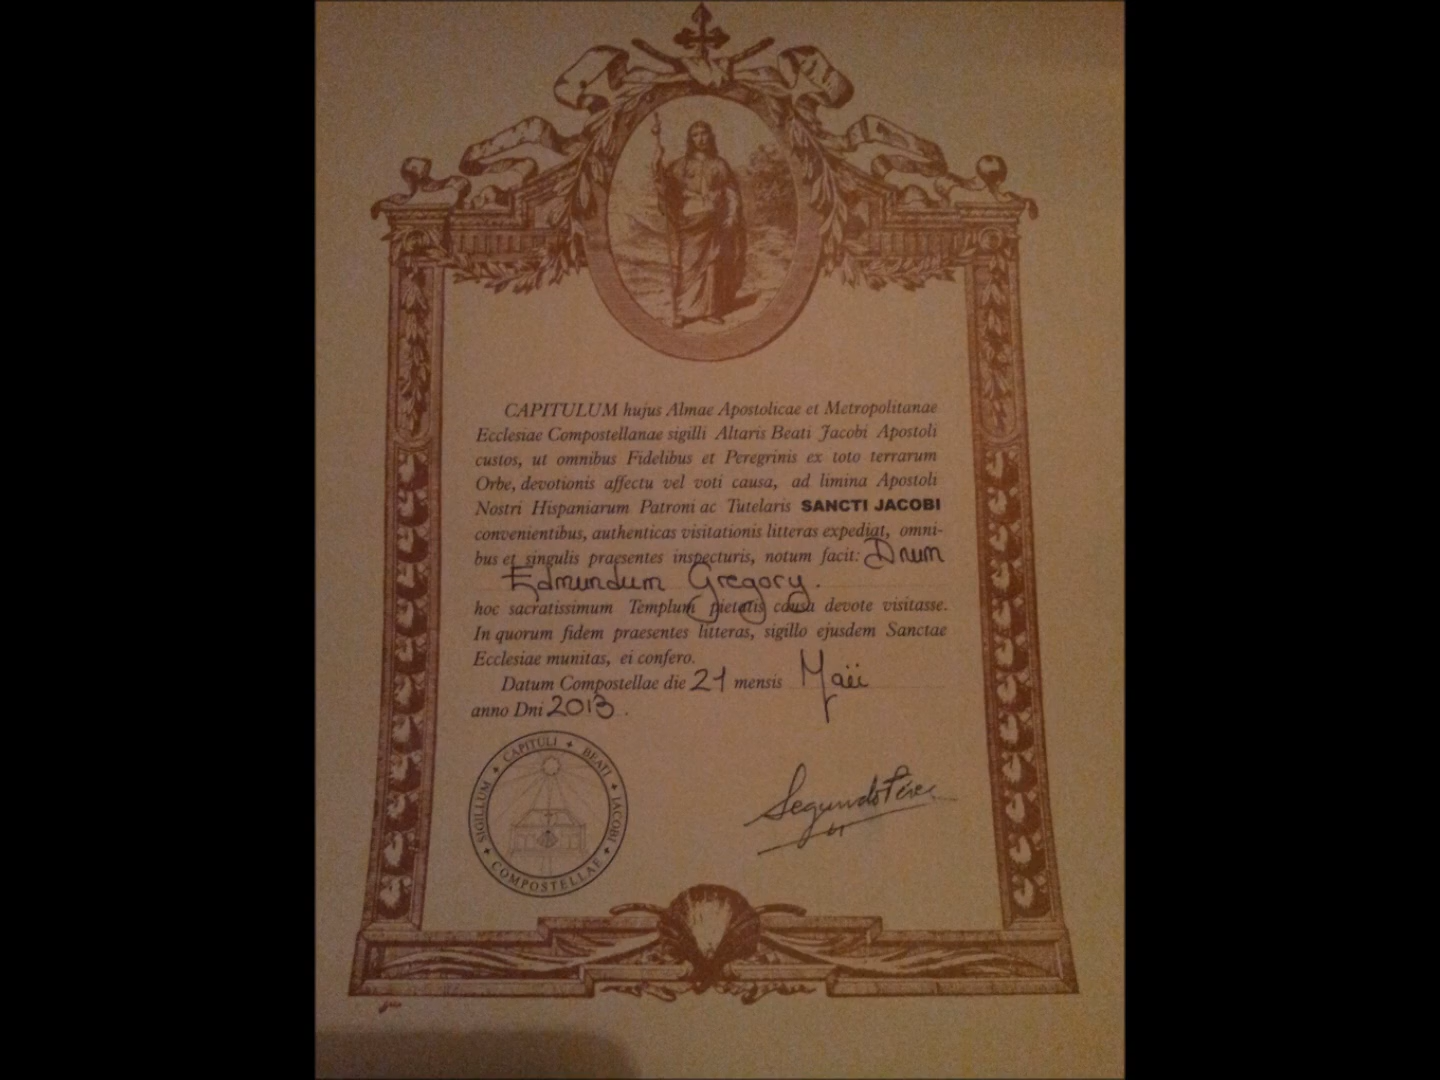 CAPITULUM hujus Almae Apostolicae et Metropolitanae
Ecclesiae Compostellanae sigilli Altaris Beati Jacobi Apostoli
custos, ut omnibus Fidelibus et Peregrinis ex toto terrarum
Orbe, devotionis affectu vel voti causa, ad limina Apostoli
Nostri Hispaniarum Patroni ac Tutelaris SANCTI JACOBI
convenientibus, authenticas visitationis litteras expediat, omni-
bus et singulis praesentes inspecturis, notum facit: Dnum
Edmundum Gregory.
hoc sacratissimum Templum pietatis causa devote visitasse.
In quorum fidem praesentes litteras, sigillo ejusdem Sanctae
Ecclesiae munitas, ei confero.
Datum Compostellae die 21 mensis Maii
anno Dni 2013.
SIGILLUM + CAPITULI + BEATI + IACOBI + COMPOSTELLAE +
Segundo